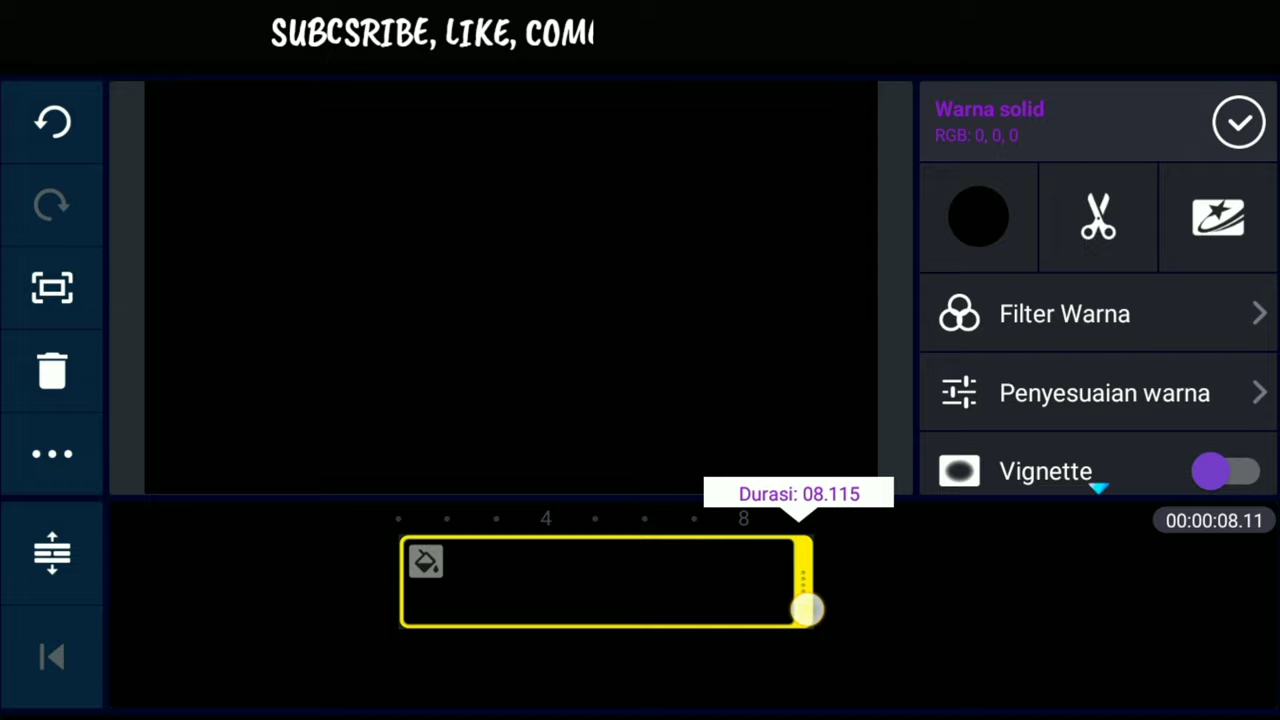 SUBCSRIBE, LIKE, COM
Warna solid
RGB: 0, 0, 0
Filter Warna
Penyesuaian warna
Vignette
Durasi: 08.115
4
8
00:00:08.11